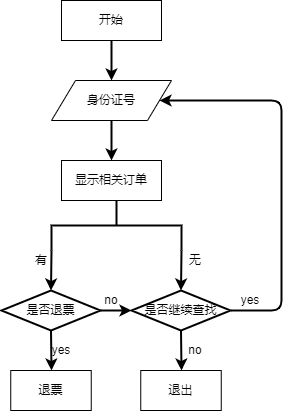 开始
身份证号
显示相关订单
有
无
是否退票
no
是否继续查找
yes
yes
no
退票
退出